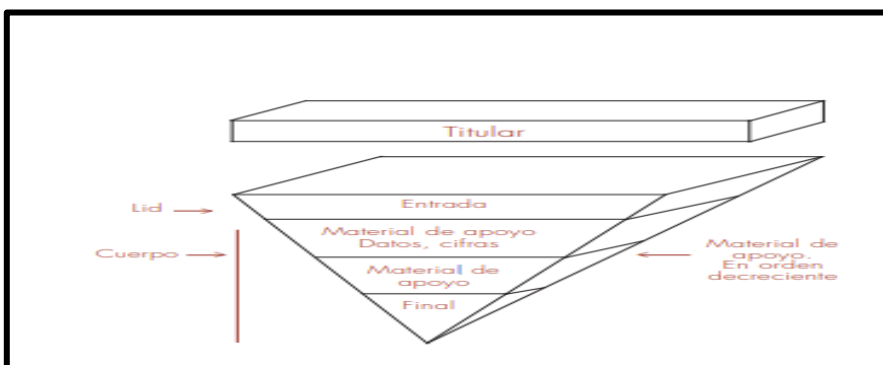 Titular
Lid
Entrada
Material de apoyo
Datos, cifras
Cuerpo
Material de
apoyo.
En orden
decreciente
Material de
apoyo
Final